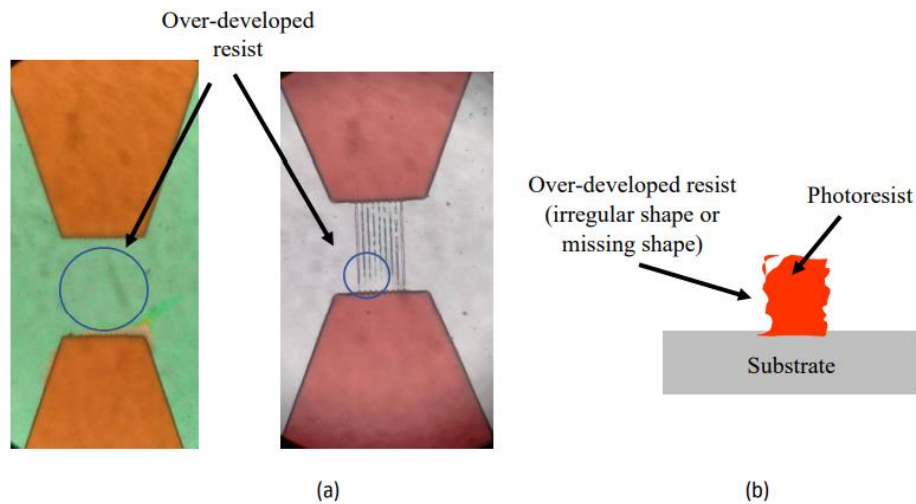 Over-developed
resist
Over-developed resist
(irregular shape or
missing shape)
Photoresist
Substrate
(a)
(b)